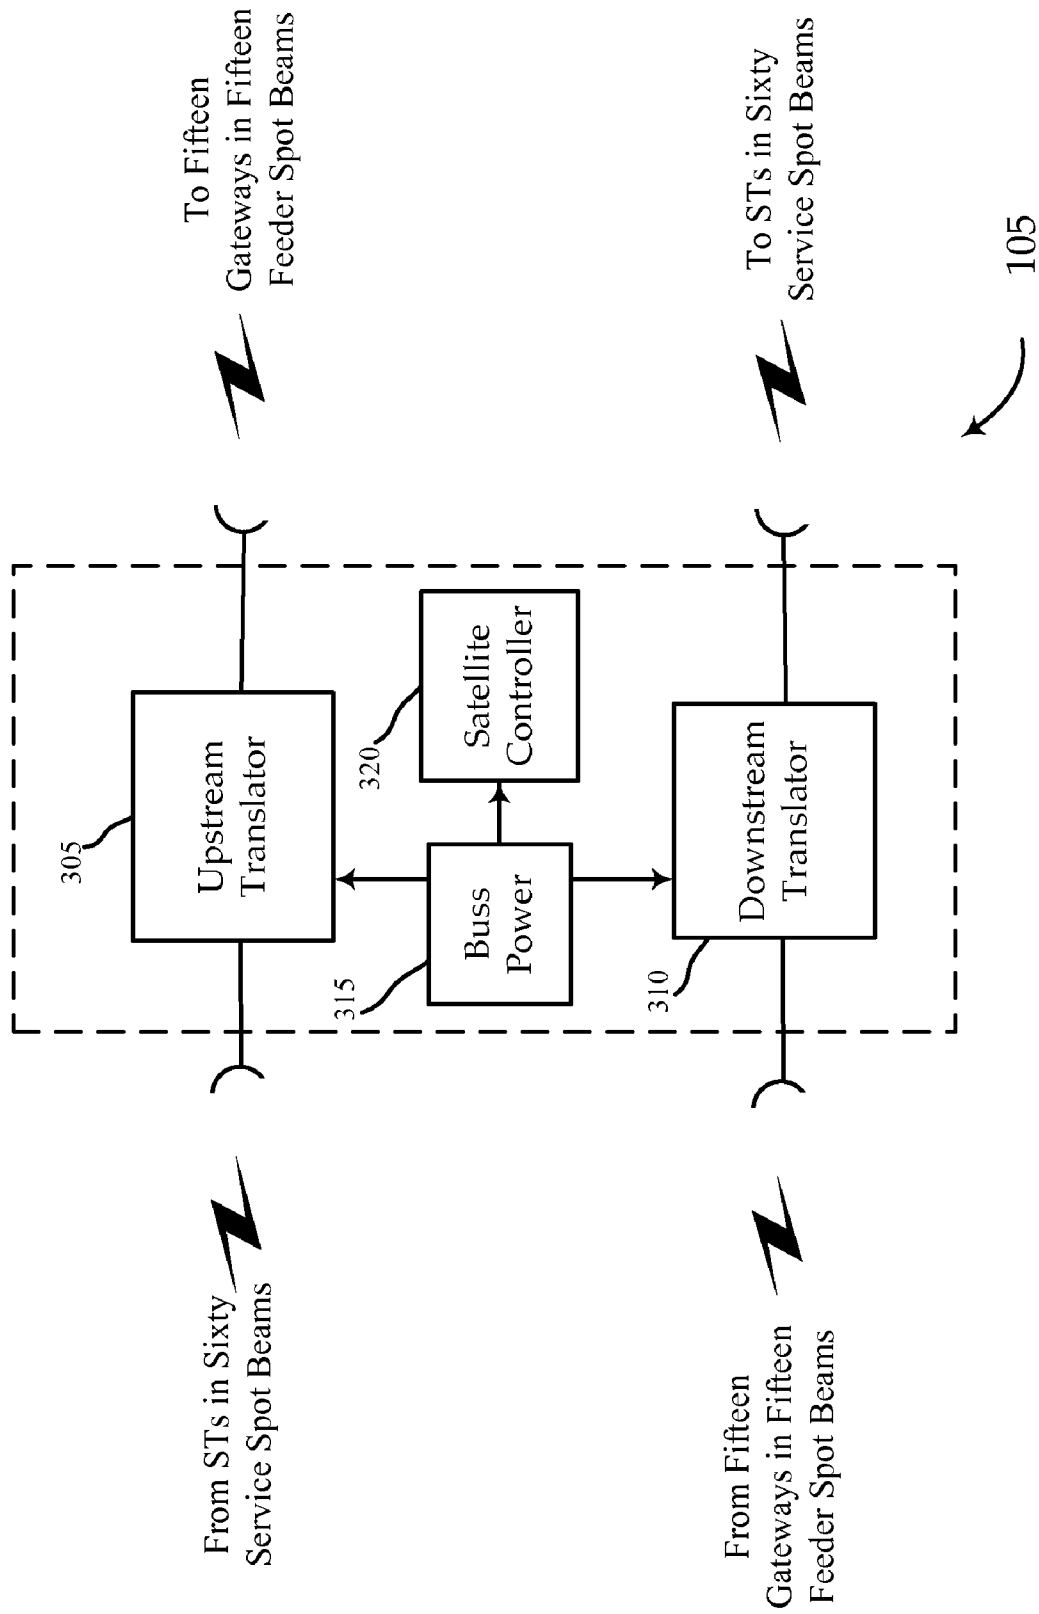 From STs in Sixty
Service Spot Beams
305
Upstream
Translator
To Fifteen
Gateways in Fifteen
Feeder Spot Beams
315
Buss
Power
320
Satellite
Controller
From Fifteen
Gateways in Fifteen
Feeder Spot Beams
310
Downstream
Translator
To STs in Sixty
Service Spot Beams
105